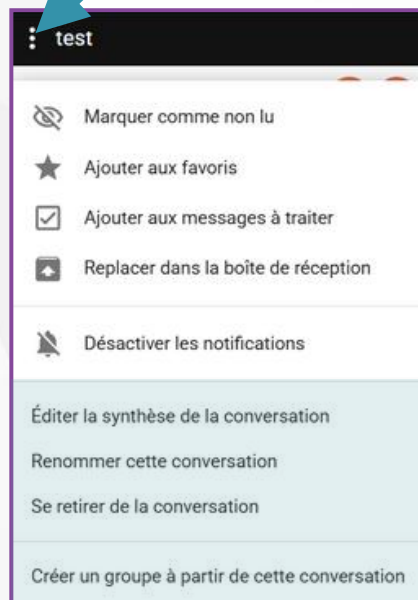 test
Marquer comme non lu
Ajouter aux favoris
Ajouter aux messages à traiter
Replacer dans la boîte de réception
Désactiver les notifications
Éditer la synthèse de la conversation
Renommer cette conversation
Se retirer de la conversation
Créer un groupe à partir de cette conversation